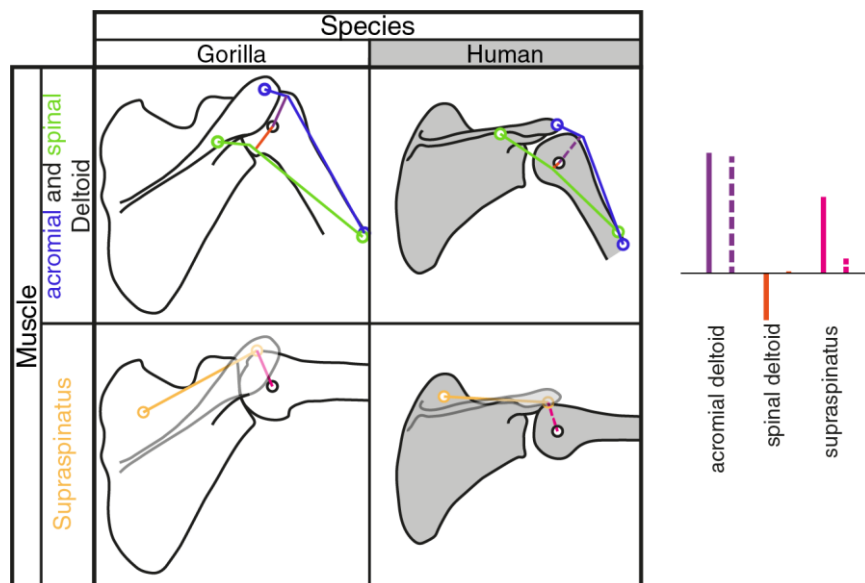 Species
Gorilla
Human
Muscle
acromial and spinal
Deltoid
Supraspinatus
acromial deltoid
spinal deltoid
supraspinatus